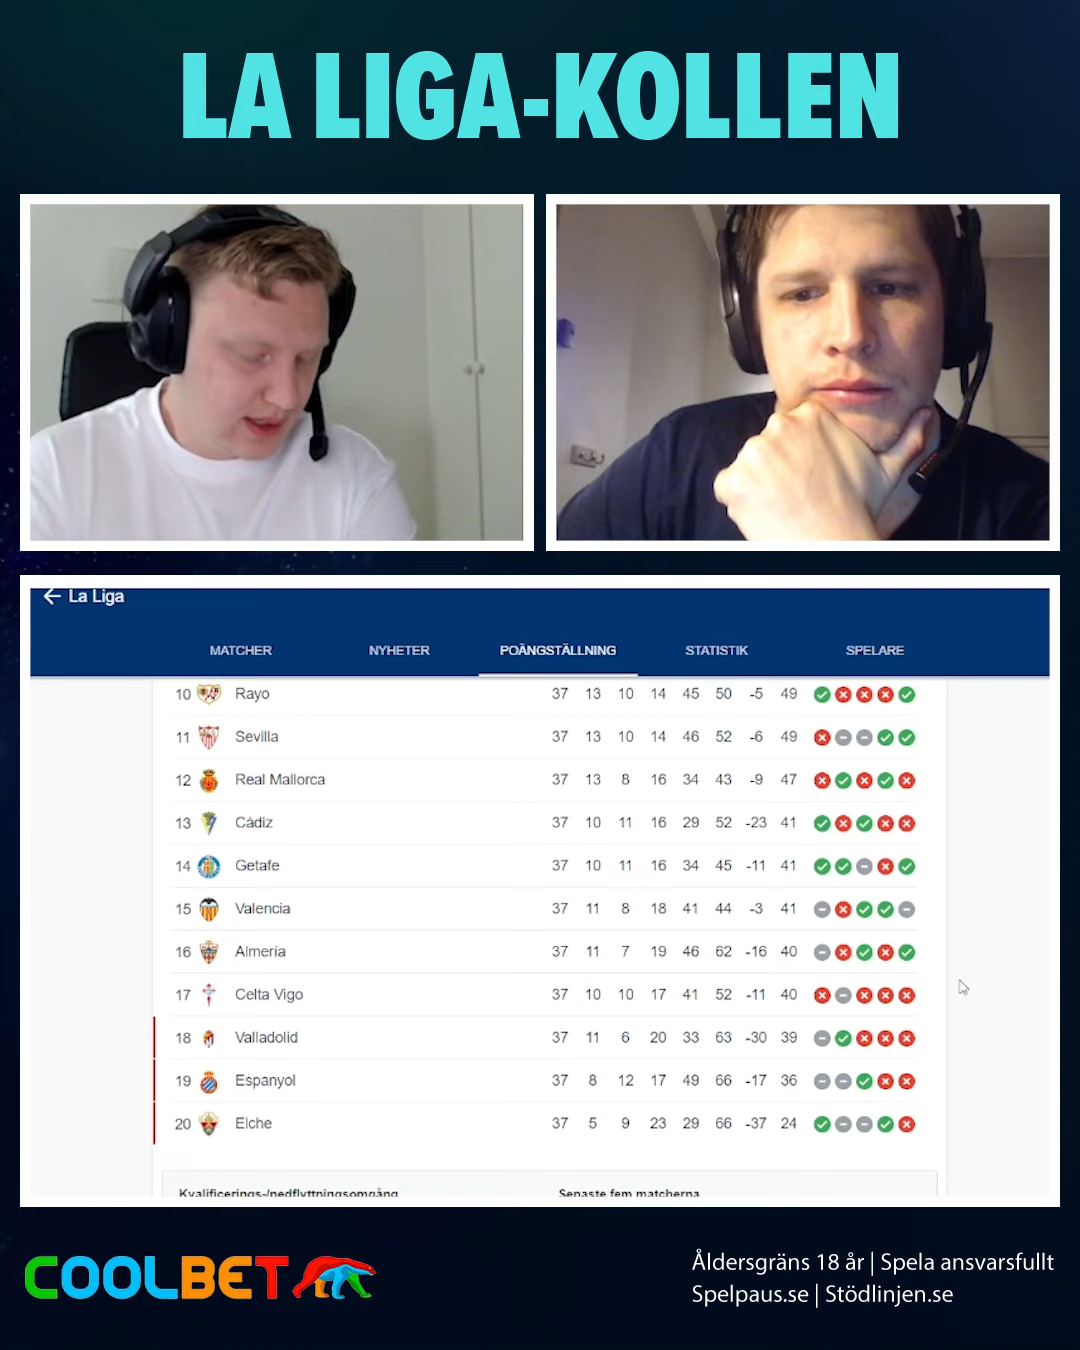 LA LIGA-KOLLEN
La Liga
MATCHER NYHETER POÄNGSTÄLLNING STATISTIK SPELARE
10 Rayo 37 13 10 14 45 50 -5 49
11 Sevilla 37 13 10 14 46 52 -6 49
12 Real Mallorca 37 13 8 16 34 43 -9 47
13 Cádiz 37 10 11 16 29 52 -23 41
14 Getafe 37 10 11 16 34 45 -11 41
15 Valencia 37 11 8 18 41 44 -3 41
16 Almería 37 11 7 19 46 62 -16 40
17 Celta Vigo 37 10 10 17 41 52 -11 40
18 Valladolid 37 11 6 20 33 63 -30 39
19 Espanyol 37 8 12 17 49 66 -17 36
20 Elche 37 5 9 23 29 66 -37 24
Kvalificerings-/nedflyttningsomgång Senaste fem matcherna
COOLBET
Åldersgräns 18 år | Spela ansvarsfullt
Spelpaus.se | Stödlinjen.se